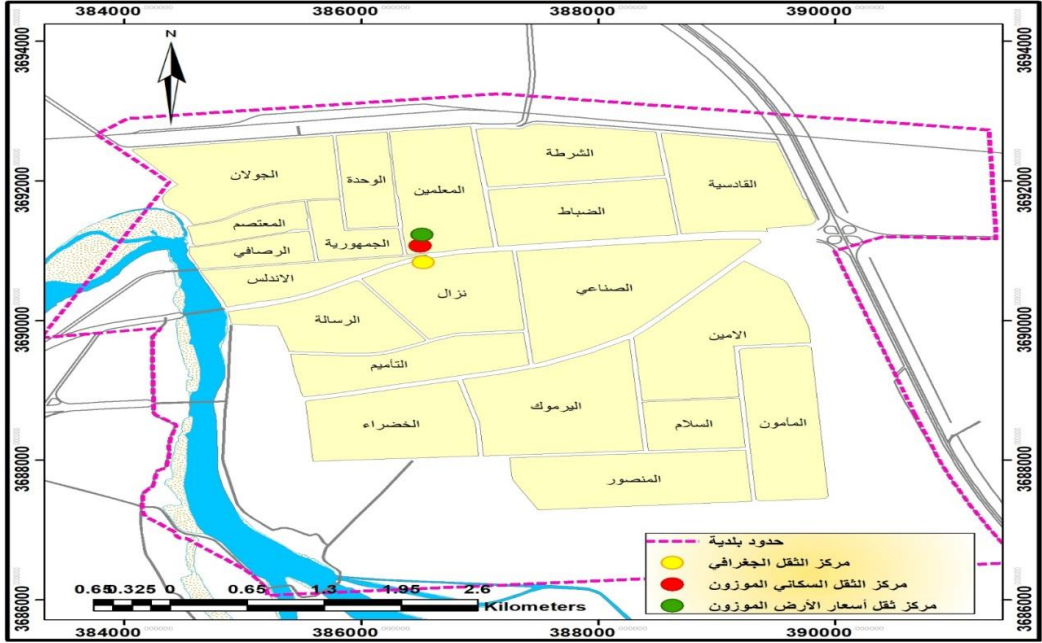 384000 386000 388000 390000
3694000 3694000
N
الشرطة
الجولان الوحدة المعلمين القادسية
3692000 3692000
الضباط
المعتصم
الجمهورية
الرصافي
الاندلس نزال الصناعي
3690000 3690000
الرسالة الامين
التأميم
اليرموك
الخضراء السلام المأمون
3688000 3688000
المنصور
حدود بلدية
مركز الثقل الجغرافي
مركز الثقل السكاني الموزون
مركز ثقل أسعار الأرض الموزون
0.65 0.325 0 0.65 1.3 1.95 2.6
Kilometers
3686000 3686000
384000 386000 388000 390000